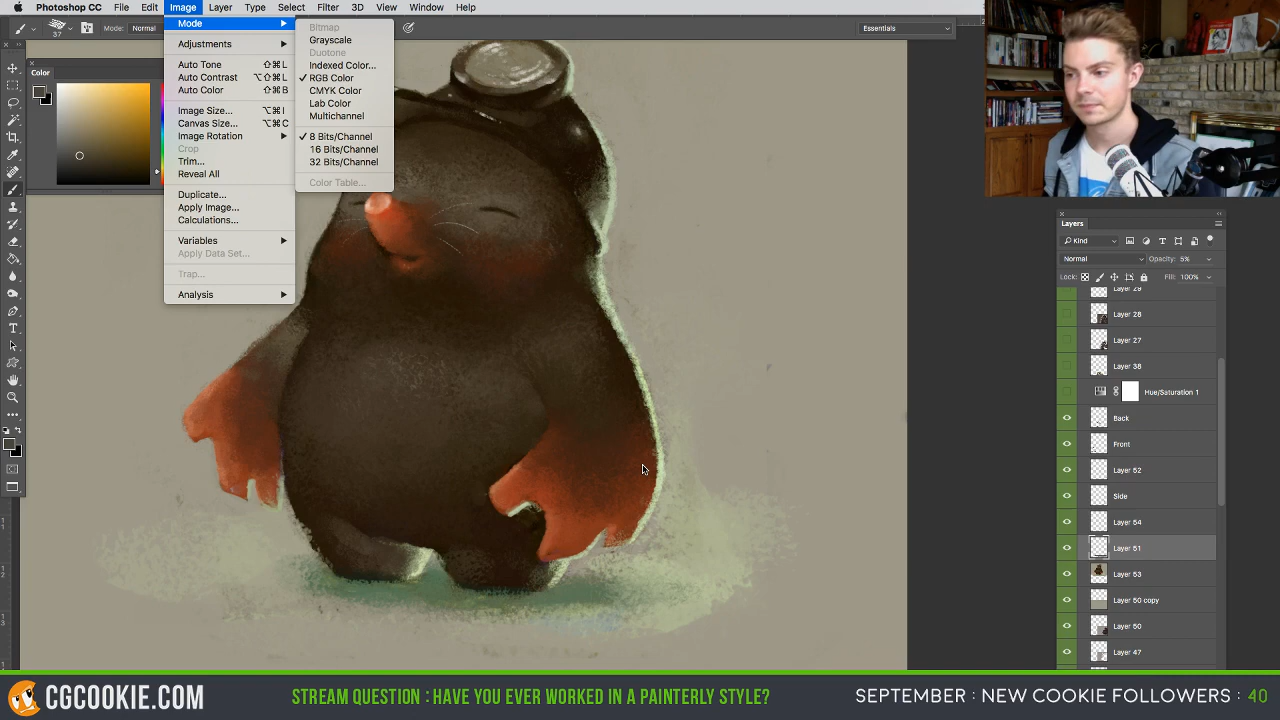 Photoshop CC File Edit Image Layer Type Select Filter 3D View Window Help
37 Mode: Normal Essentials
Color
Mode
Adjustments
Auto Tone ⇧⌘L
Auto Contrast ⌥⇧⌘L
Auto Color ⇧⌘B
Image Size... ⌥⌘I
Canvas Size... ⌥⌘C
Image Rotation
Crop
Trim...
Reveal All
Duplicate...
Apply Image...
Calculations...
Variables
Apply Data Set...
Trap...
Analysis
Bitmap
Grayscale
Duotone
Indexed Color...
✓ RGB Color
CMYK Color
Lab Color
Multichannel
✓ 8 Bits/Channel
16 Bits/Channel
32 Bits/Channel
Color Table...
Layers
Kind
Normal Opacity: 5%
Lock: Fill: 100%
Layer 29
Layer 28
Layer 27
Layer 38
Hue/Saturation 1
Back
Front
Layer 52
Side
Layer 54
Layer 51
Layer 53
Layer 50 copy
Layer 50
Layer 47
CGCOOKIE.COM
STREAM QUESTION : HAVE YOU EVER WORKED IN A PAINTERLY STYLE?
SEPTEMBER : NEW COOKIE FOLLOWERS : 40